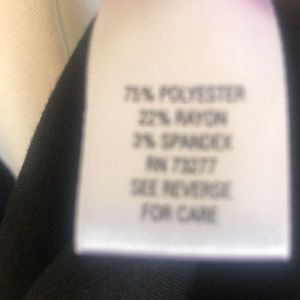 75% POLYESTER
22% RAYON
3% SPANDEX
RN 73277
SEE REVERSE
FOR CARE